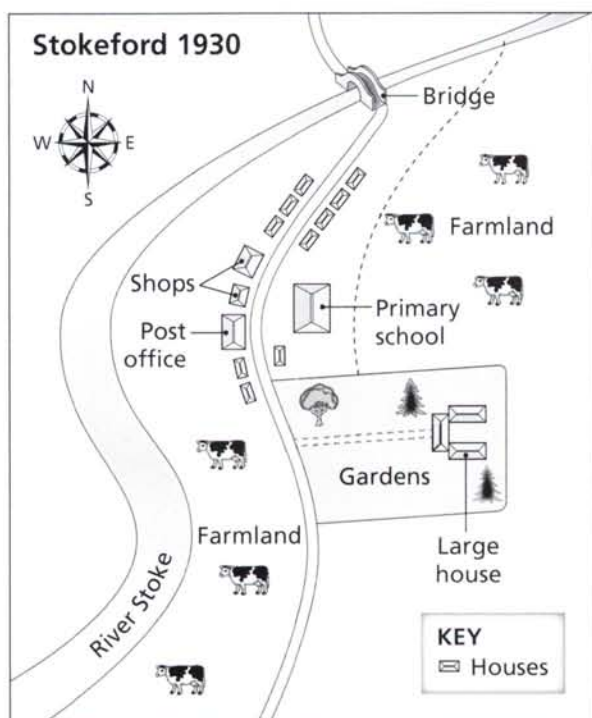 Stokeford 1930
N
W
E
S
Bridge
Farmland
Shops
Primary
school
Post
office
Gardens
Farmland
Large
house
River Stoke
KEY
Houses